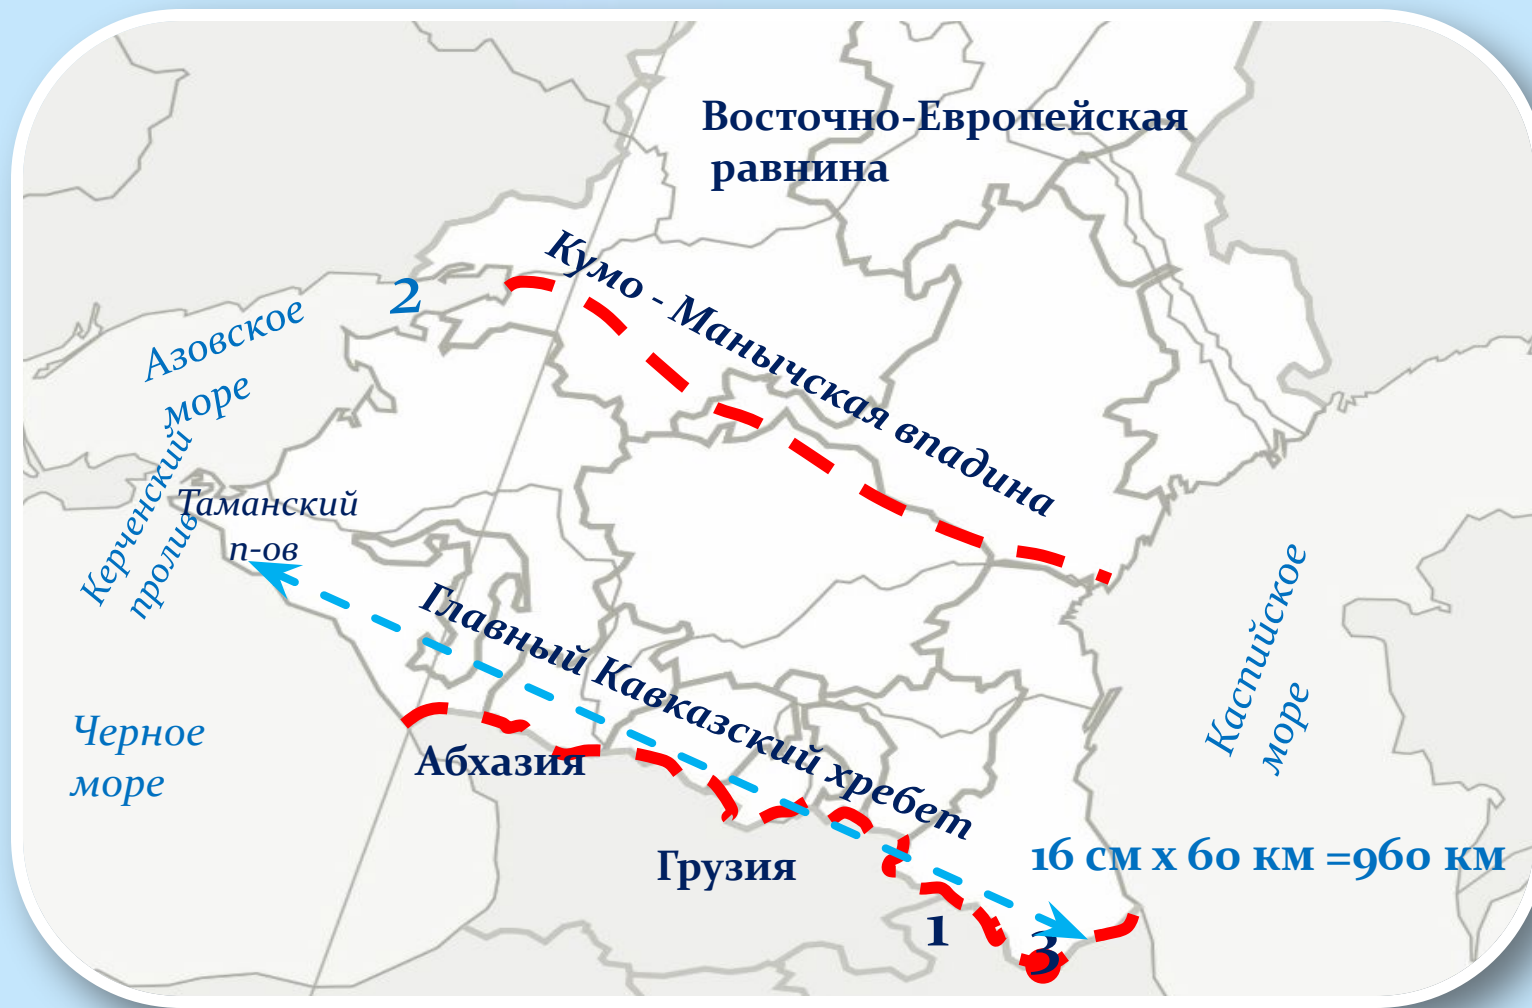 Восточно-Европейская
равнина
Кумо - Манычская впадина
2
Азовское
море
Керченский
пролив
Таманский
п-ов
Главный Кавказский хребет
Каспийское
море
Черное
море
Абхазия
Грузия
16 см х 60 км =960 км
1
3